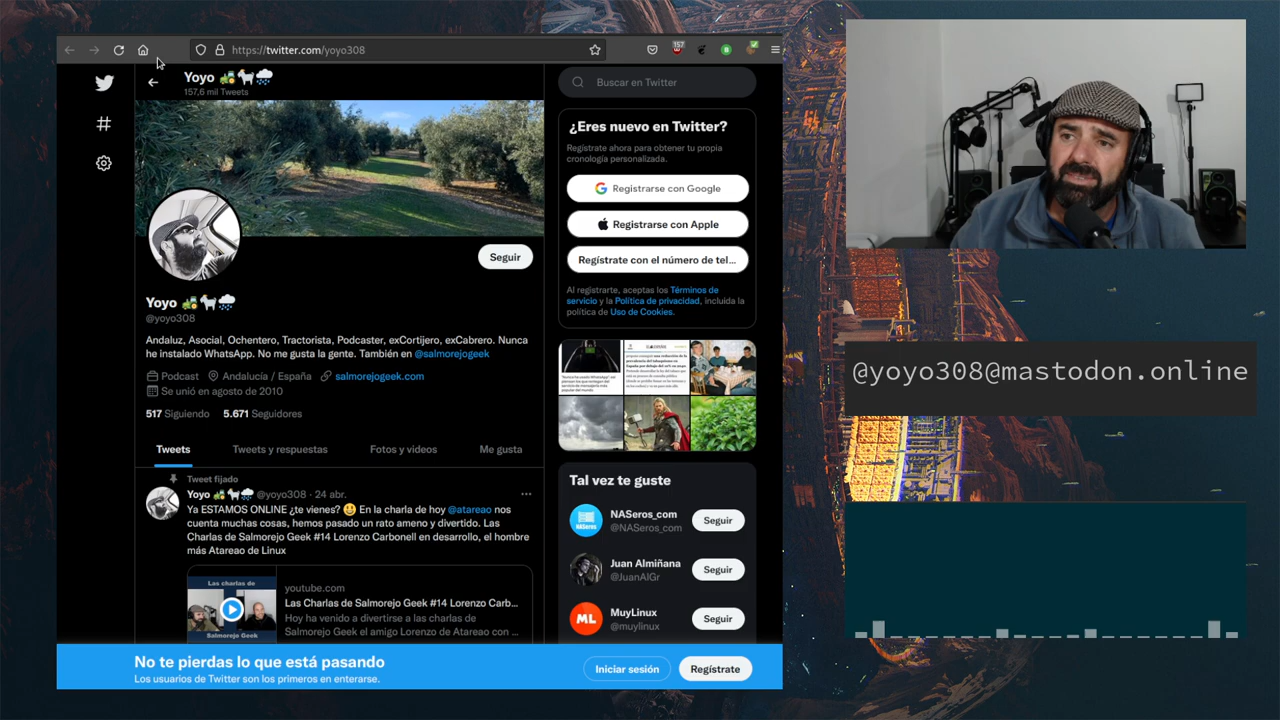 https://twitter.com/yoyo308
157
Yoyo 🚜🐐🌧
157,6 mil Tweets
Buscar en Twitter
Seguir
Yoyo 🚜🐐🌧
@yoyo308
Andaluz, Asocial, Ochentero, Tractorista, Podcaster, exCortijero, exCabrero. Nunca
he instalado WhatsApp. No me gusta la gente. También en @salmorejogeek
Podcast Andalucía / España salmorejogeek.com
Se unió en agosto de 2010
517 Siguiendo 5.671 Seguidores
Tweets Tweets y respuestas Fotos y videos Me gusta
Tweet fijado
Yoyo 🚜🐐🌧 @yoyo308 · 24 abr.
Ya ESTAMOS ONLINE ¿te vienes? 😃 En la charla de hoy @atareao nos
cuenta muchas cosas, hemos pasado un rato ameno y divertido. Las
Charlas de Salmorejo Geek #14 Lorenzo Carbonell en desarrollo, el hombre
más Atareao de Linux
Las charlas de
Salmorejo Geek
youtube.com
Las Charlas de Salmorejo Geek #14 Lorenzo Carb...
Hoy ha venido a divertirse a las charlas de
Salmorejo Geek el amigo Lorenzo de Atareao con ...
¿Eres nuevo en Twitter?
Regístrate ahora para obtener tu propia
cronología personalizada.
Registrarse con Google
Registrarse con Apple
Regístrate con el número de tel...
Al registrarte, aceptas los Términos de
servicio y la Política de privacidad, incluida la
política de Uso de Cookies.
Tal vez te guste
NASeros_com
@NASeros_com
Seguir
Juan Almiñana
@JuanAlGr
Seguir
ML
MuyLinux
@muylinux
Seguir
No te pierdas lo que está pasando
Los usuarios de Twitter son los primeros en enterarse.
Iniciar sesión
Regístrate
@yoyo308@mastodon.online